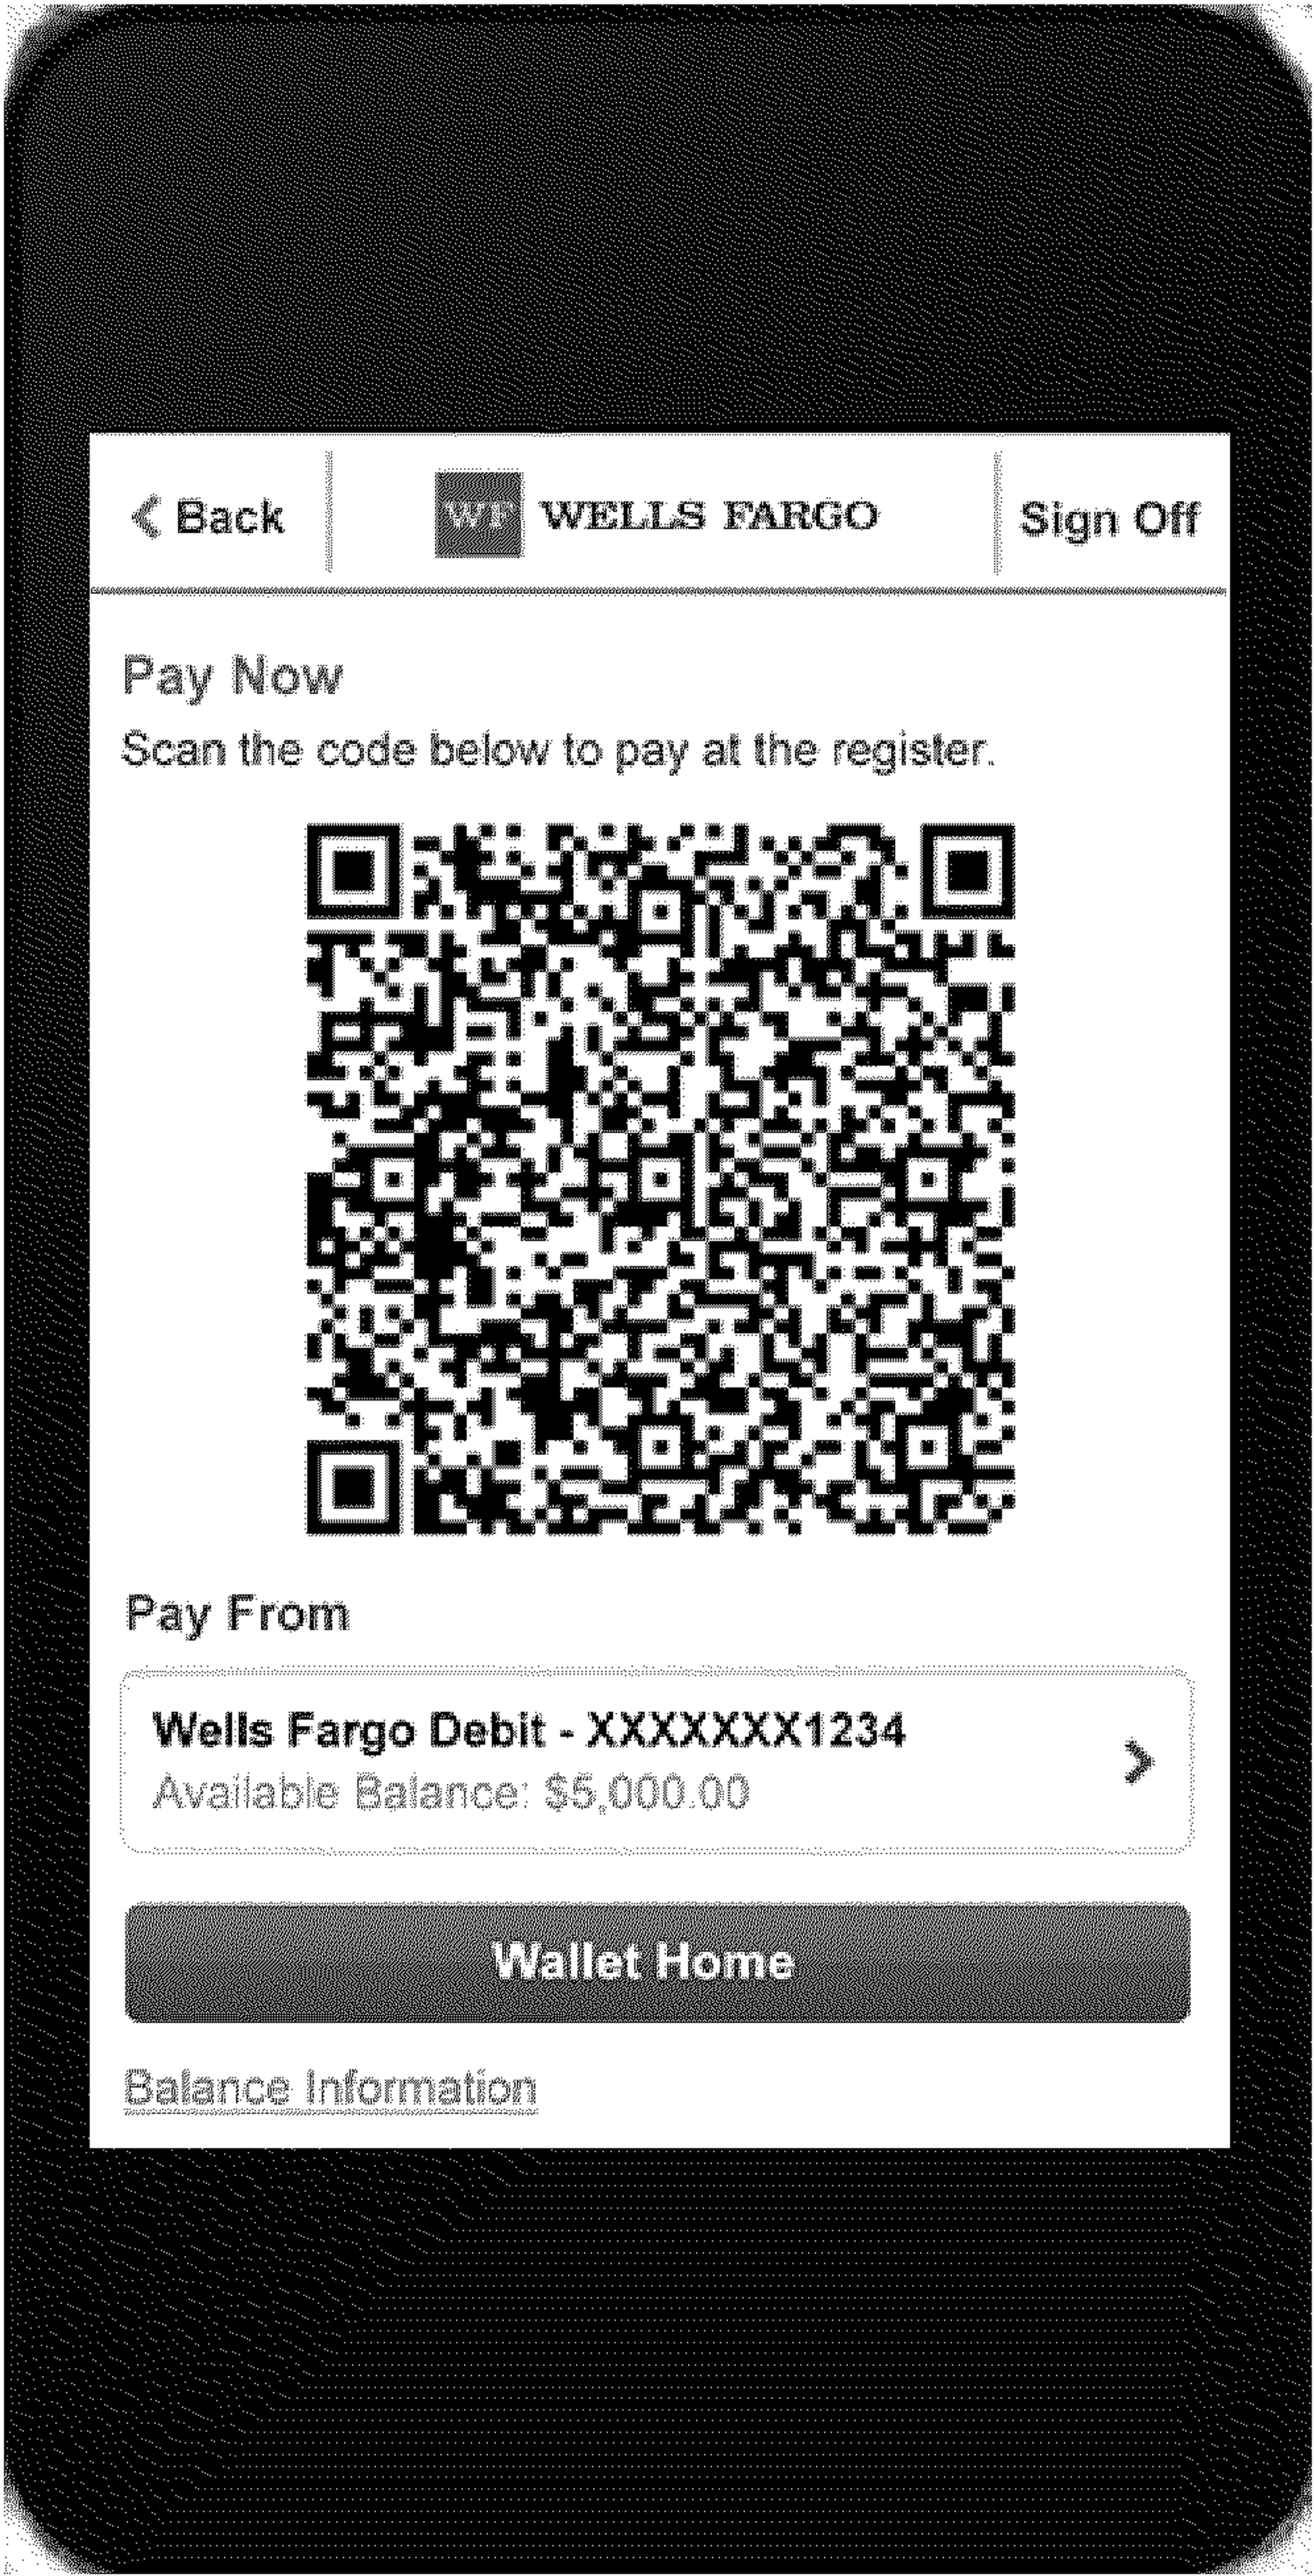 Back
WF WELLS FARGO
Sign Off
Pay Now
Scan the code below to pay at the register.
Pay From
Wells Fargo Debit - XXXXXXX1234
Available Balance: $5,000.00
Wallet Home
Balance Information